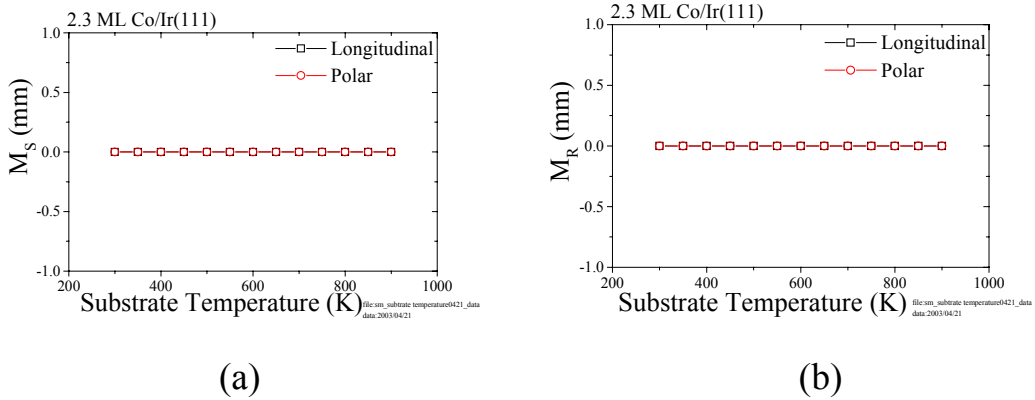 2.3 ML Co/Ir(111)
1.0
0.5
0.0
-0.5
-1.0
M_S (mm)
Longitudinal
Polar
200 400 600 800 1000
Substrate Temperature (K)
file:sm_subtrate temperature0421_data
data:2003/04/21
(a)
2.3 ML Co/Ir(111)
1.0
0.5
0.0
-0.5
-1.0
M_R (mm)
Longitudinal
Polar
200 400 600 800 1000
Substrate Temperature (K)
file:sm_subtrate temperature0421_data
data:2003/04/21
(b)